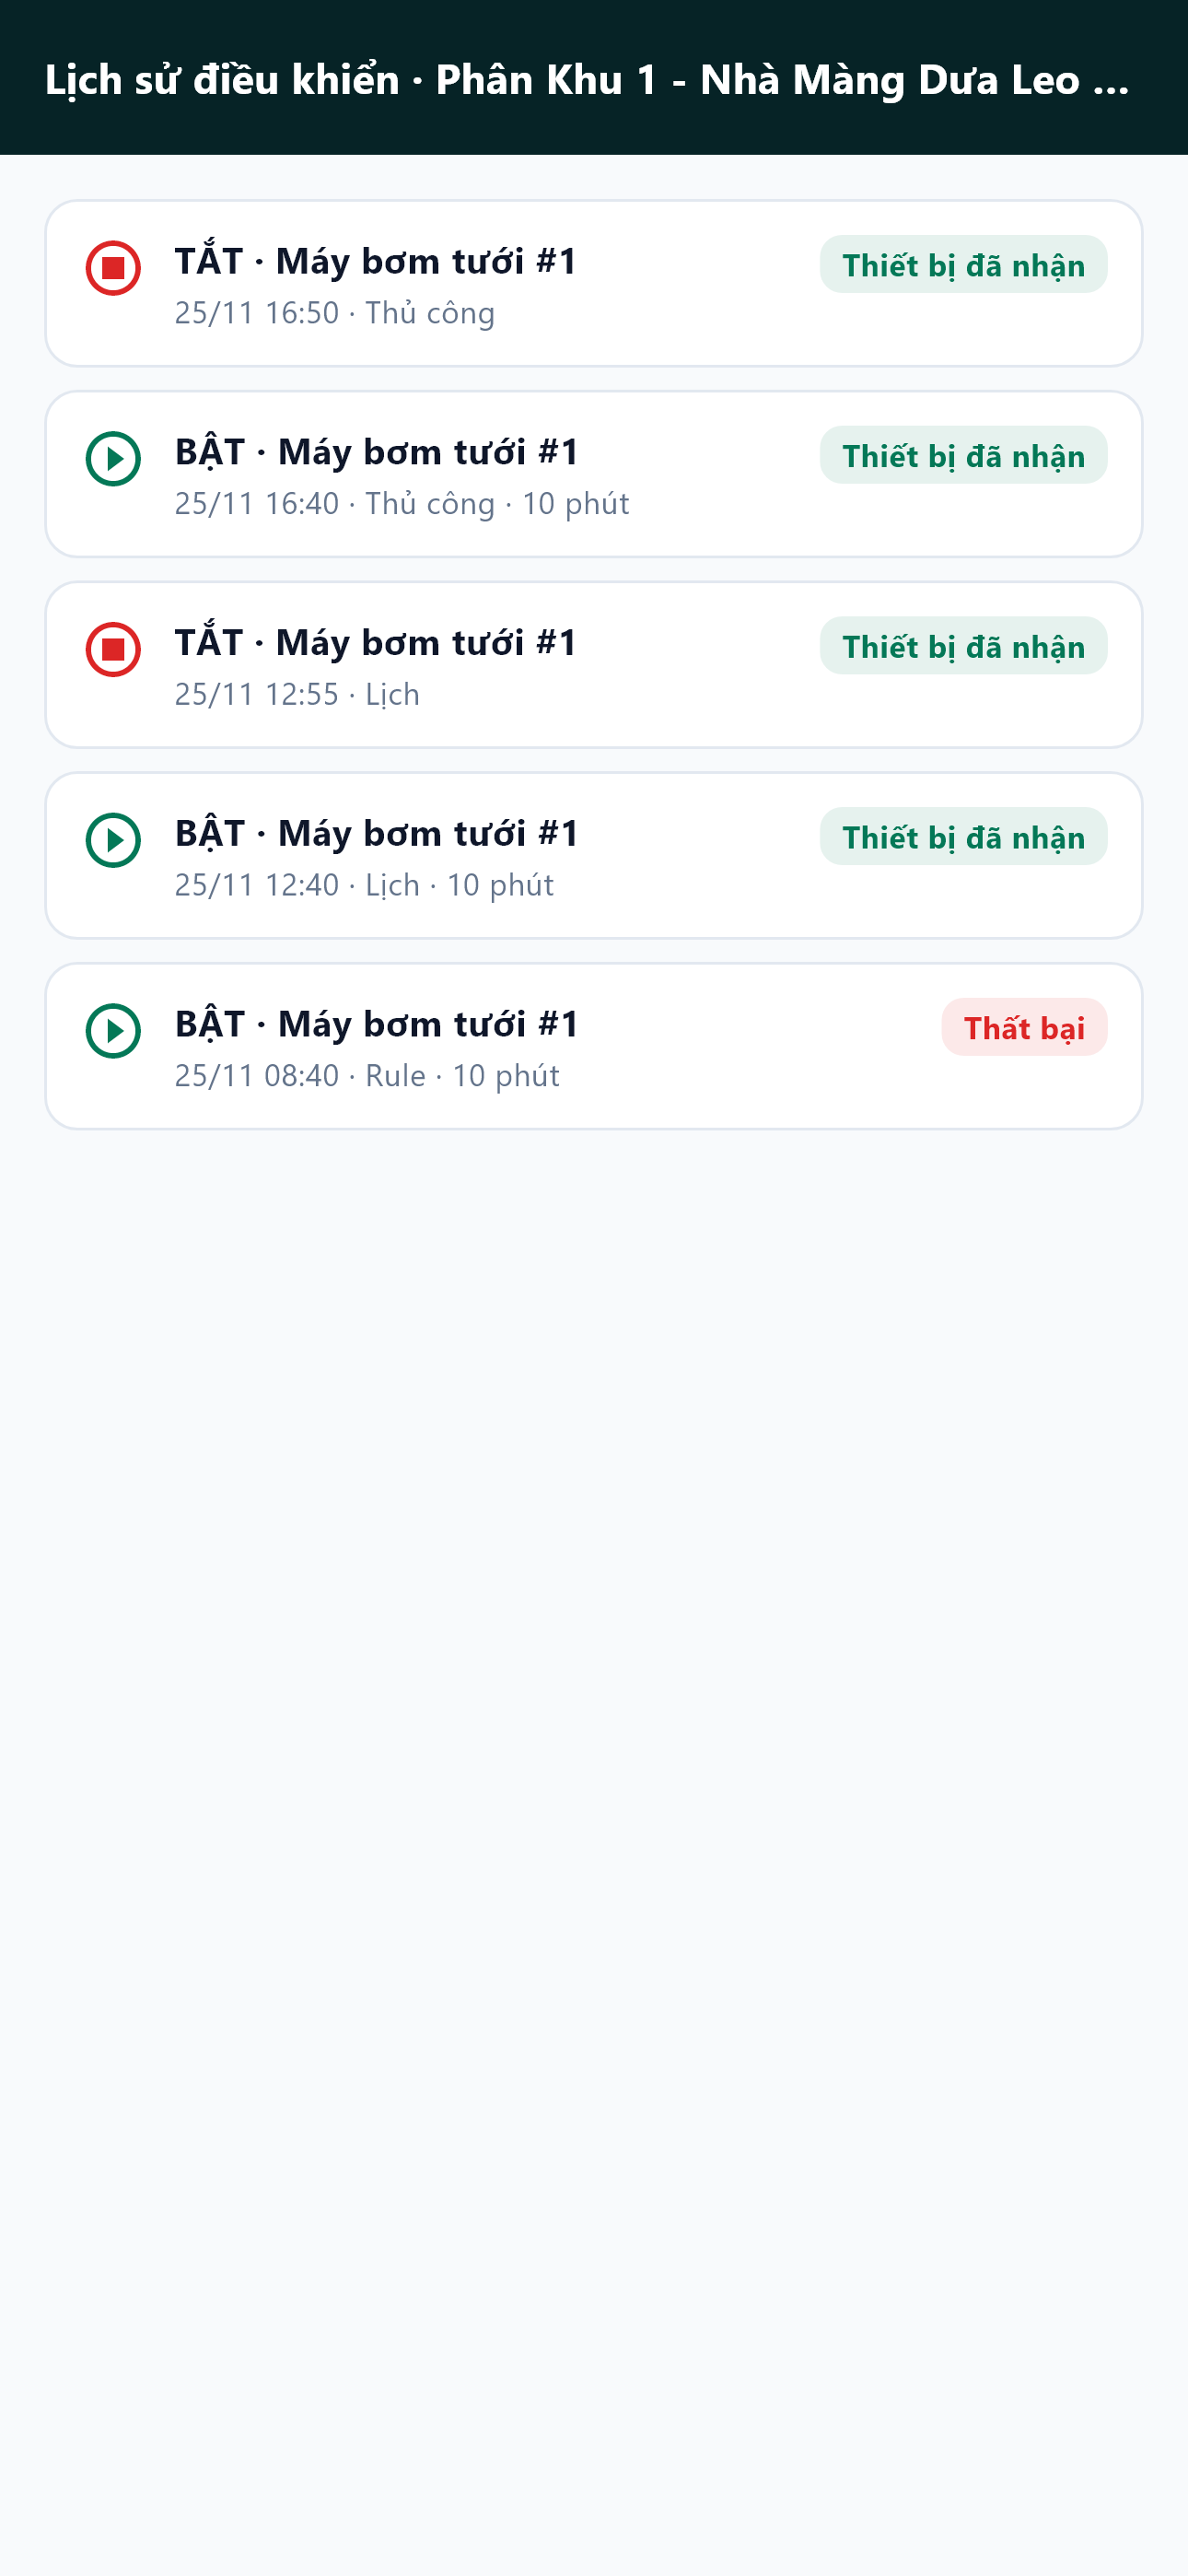 Lịch sử điều khiển · Phân Khu 1 - Nhà Màng Dưa Leo ...
TẮT · Máy bơm tưới #1
Thiết bị đã nhận
25/11 16:50 · Thủ công
BẬT · Máy bơm tưới #1
Thiết bị đã nhận
25/11 16:40 · Thủ công · 10 phút
TẮT · Máy bơm tưới #1
Thiết bị đã nhận
25/11 12:55 · Lịch
BẬT · Máy bơm tưới #1
Thiết bị đã nhận
25/11 12:40 · Lịch · 10 phút
BẬT · Máy bơm tưới #1
Thất bại
25/11 08:40 · Rule · 10 phút